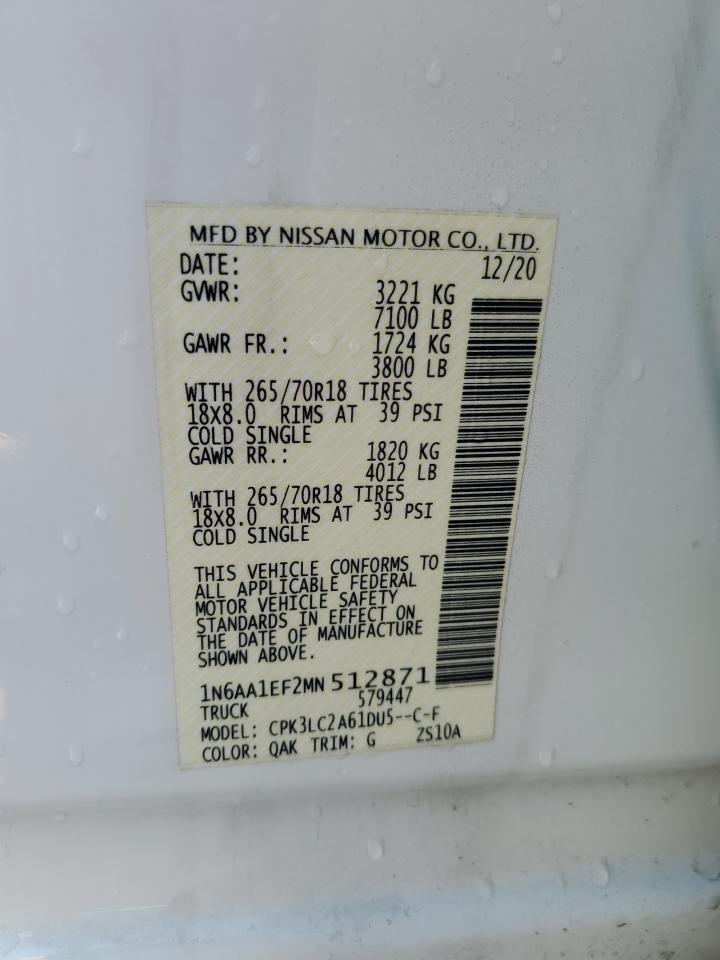 MFD BY NISSAN MOTOR CO., LTD.
DATE: 12/20
GVWR: 3221 KG
7100 LB
GAWR FR.: 1724 KG
3800 LB
WITH 265/70R18 TIRES
18X8.0 RIMS AT 39 PSI
COLD SINGLE
GAWR RR.: 1820 KG
4012 LB
WITH 265/70R18 TIRES
18X8.0 RIMS AT 39 PSI
COLD SINGLE
THIS VEHICLE CONFORMS TO
ALL APPLICABLE FEDERAL
MOTOR VEHICLE SAFETY
STANDARDS IN EFFECT ON
THE DATE OF MANUFACTURE
SHOWN ABOVE.
1N6AA1EF2MN 512871
TRUCK 579447
MODEL: CPK3LC2A61DU5--C-F
COLOR: QAK TRIM: G ZS10A